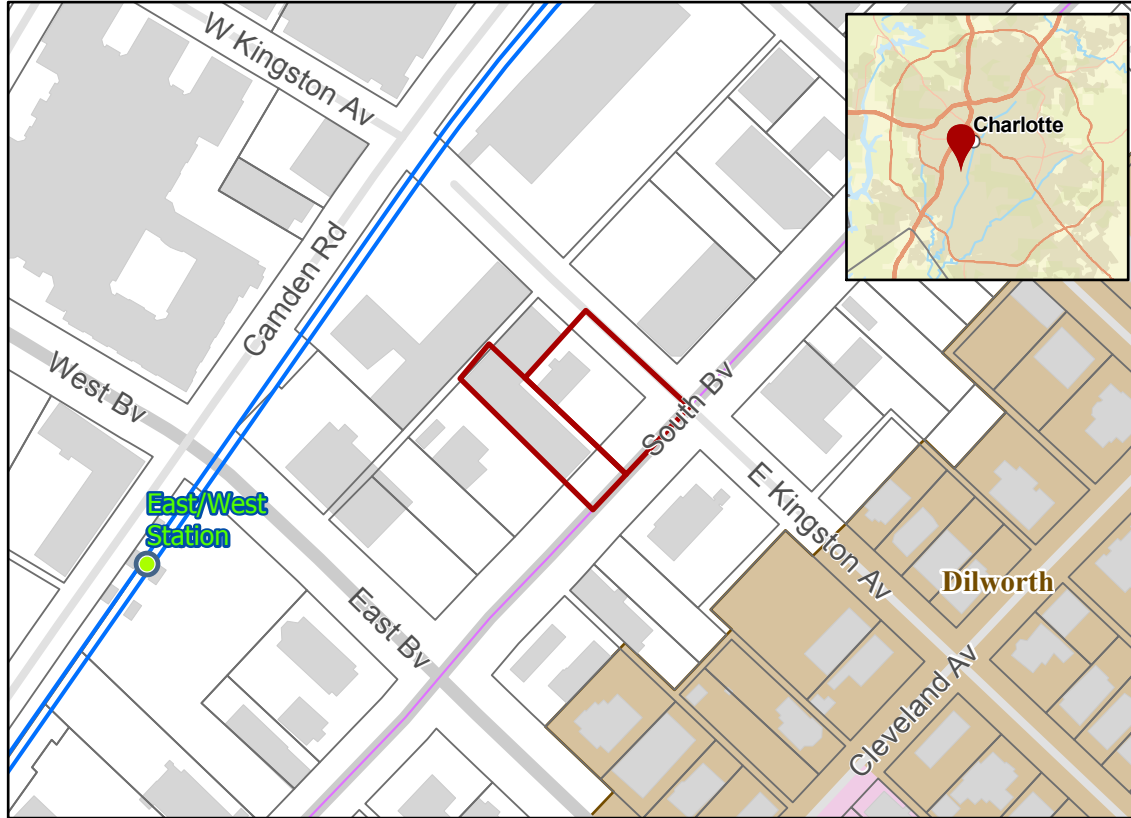 W Kingston Av
Charlotte
Camden Rd
West Bv
South Bv
East/West
Station
E Kingston Av
Dilworth
East Bv
Cleveland Av